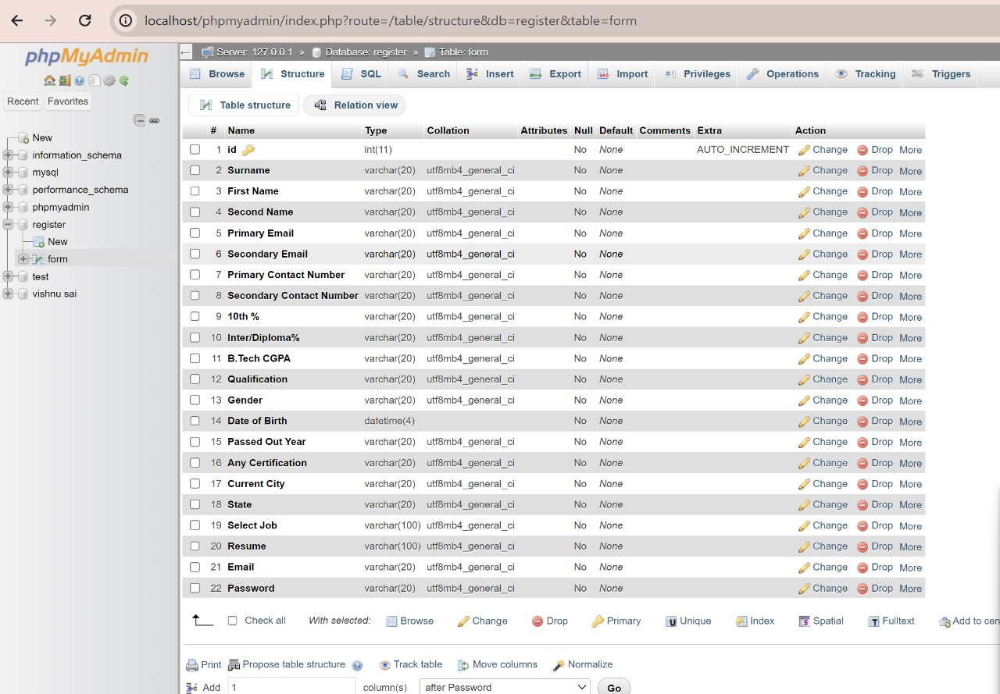 localhost/phpmyadmin/index.php?route=/table/structure&db=register&table=form
phpMyAdmin
Recent Favorites
New
information_schema
mysql
performance_schema
phpmyadmin
register
New
form
test
vishnu sai
Server: 127.0.0.1 » Database: register » Table: form
Browse Structure SQL Search Insert Export Import Privileges Operations Tracking Triggers
Table structure Relation view
# Name Type Collation Attributes Null Default Comments Extra Action
1 id int(11) No None AUTO_INCREMENT Change Drop More
2 Surname varchar(20) utf8mb4_general_ci No None Change Drop More
3 First Name varchar(20) utf8mb4_general_ci No None Change Drop More
4 Second Name varchar(20) utf8mb4_general_ci No None Change Drop More
5 Primary Email varchar(20) utf8mb4_general_ci No None Change Drop More
6 Secondary Email varchar(20) utf8mb4_general_ci No None Change Drop More
7 Primary Contact Number varchar(20) utf8mb4_general_ci No None Change Drop More
8 Secondary Contact Number varchar(20) utf8mb4_general_ci No None Change Drop More
9 10th % varchar(20) utf8mb4_general_ci No None Change Drop More
10 Inter/Diploma% varchar(20) utf8mb4_general_ci No None Change Drop More
11 B.Tech CGPA varchar(20) utf8mb4_general_ci No None Change Drop More
12 Qualification varchar(20) utf8mb4_general_ci No None Change Drop More
13 Gender varchar(20) utf8mb4_general_ci No None Change Drop More
14 Date of Birth datetime(4) No None Change Drop More
15 Passed Out Year varchar(20) utf8mb4_general_ci No None Change Drop More
16 Any Certification varchar(20) utf8mb4_general_ci No None Change Drop More
17 Current City varchar(20) utf8mb4_general_ci No None Change Drop More
18 State varchar(20) utf8mb4_general_ci No None Change Drop More
19 Select Job varchar(100) utf8mb4_general_ci No None Change Drop More
20 Resume varchar(100) utf8mb4_general_ci No None Change Drop More
21 Email varchar(20) utf8mb4_general_ci No None Change Drop More
22 Password varchar(20) utf8mb4_general_ci No None Change Drop More
Check all With selected: Browse Change Drop Primary Unique Index Spatial Fulltext Add to cen
Print Propose table structure Track table Move columns Normalize
Add 1 column(s) after Password Go